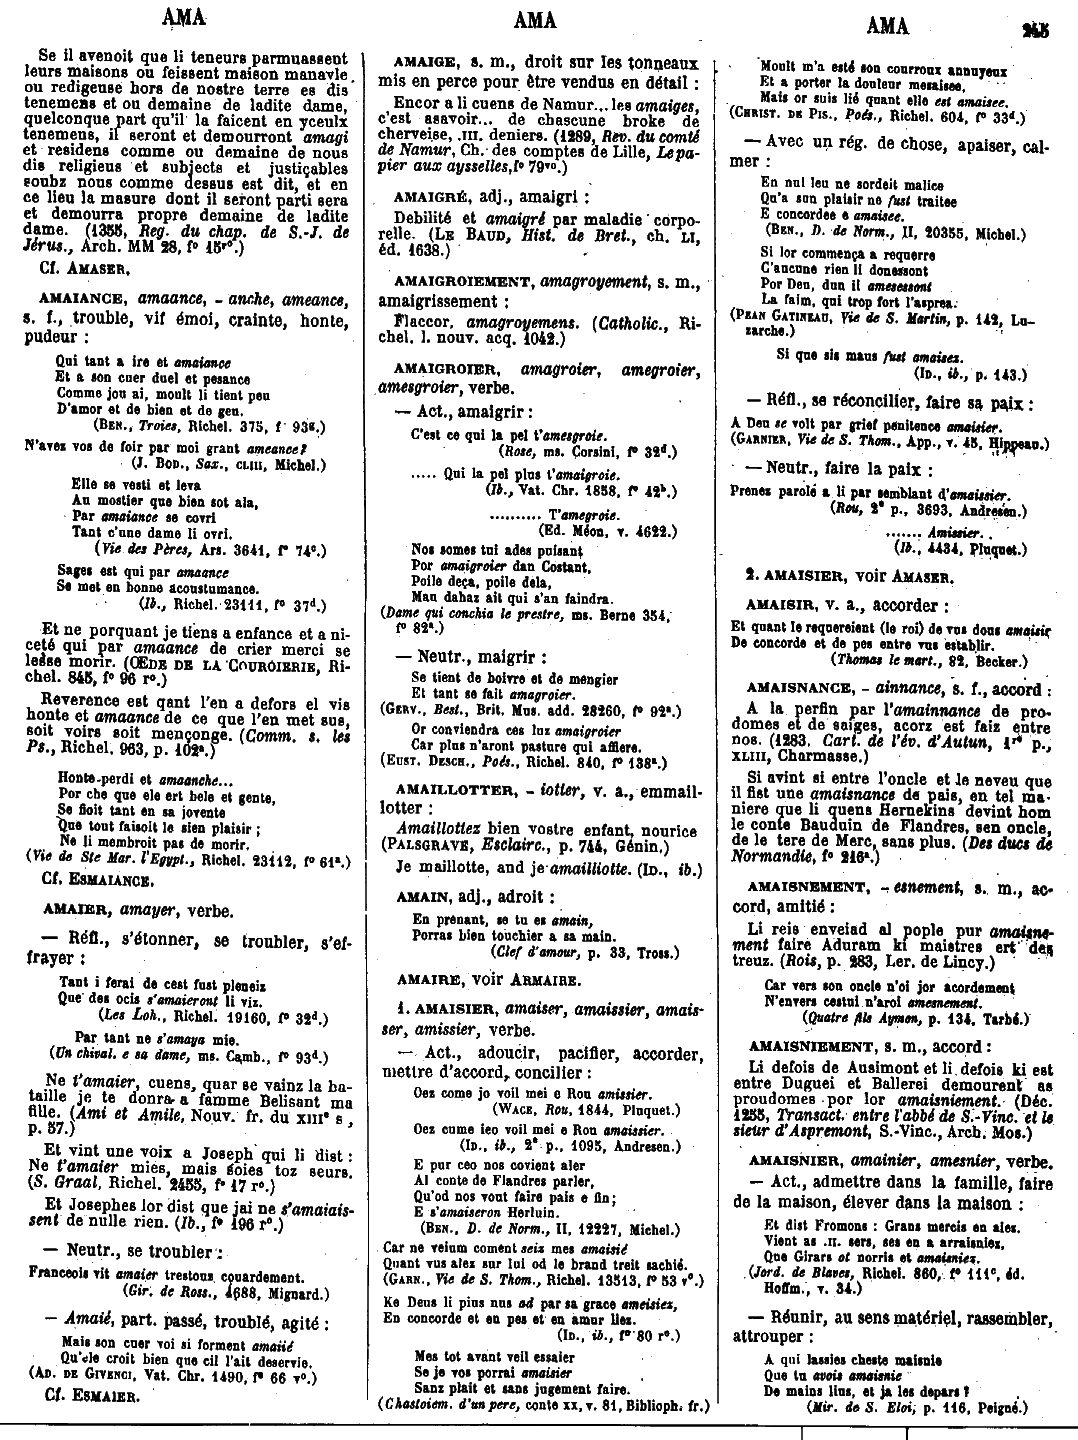 AMA
AMA
AMA
245
Se il avenoit que li teneurs parmuassent
leurs maisons ou feissent maison manavle
ou redigeuse hors de nostre terre es dis
tenemens et ou demaine de ladite dame,
quelconque part qu'il la faicent en yceulx
tenemens, il seront et demourront amagi
et residens comme ou demaine de nous
dis religieus et subjects et justiçables
soubz nous comme dessus est dit, et en
ce lieu la masure dont il seront parti sera
et demourra propre demaine de ladite
dame. (1355, Reg. du chap. de S.-J. de
Jérus., Arch. MM 28, f° 15r°.)
Cf. AMASER.
AMAIANCE, amaance, - anche, ameance,
s. f., trouble, vif émoi, crainte, honte,
pudeur :
Qui tant a ire et amaiance
Et a son cuer duel et pesance
Comme jou ai, moult li tient peu
D'amor et de bien et de geu.
(BEN., Troies, Richel. 375, f 93ª.)
N'avez vos de foir par moi grant ameance?
(J. BOD., Sax., CLIII, Michel.)
Elle se vesti et leva
Au mostier que bien sot ala,
Par amaiance se covri
Tant c'une dame li ovri.
(Vie des Pères, Ars. 3641, f° 74ᶜ.)
Sages est qui par amaance
Se met en bonne acoustumance.
(Ib., Richel. 23111, f° 37ᵈ.)
Et ne porquant je tiens a enfance et a ni-
ceté qui par amaance de crier merci se
lesse morir. (ŒDE DE LA COUROIERIE, Ri-
chel. 845, f° 96 r°.)
Reverence est qant l'en a defors el vis
honte et amaance de ce que l'en met sus,
soit voirs soit mençonge. (Comm. s. les
Ps., Richel. 963, p. 102ª.)
Honte perdi et amaanche...
Por che que ele ert bele et gente,
Se fioit tant en sa jovente
Que tout faisoit le sien plaisir ;
Ne li membroit pas de morir.
(Vie de Ste Mar. l'Egypt., Richel. 23112, f° 61ª.)
Cf. ESMAIANCE.
AMAIER, amayer, verbe.
— Réfl., s'étonner, se troubler, s'ef-
frayer :
Tant i ferai de cest fust pleneiz
Que des ocis s'amaieront li viz.
(Les Loh., Richel. 19160, f° 32ᵈ.)
Par tant ne s'amaya mie.
(Un chival. e sa dame, ms. Camb., f° 93ᵈ.)
Ne t'amaier, cuens, quar se vainz la ba-
taille je te donra a famme Belisant ma
fille. (Ami et Amile, Nouv. fr. du XIIIᵉ s ,
p. 57.)
Et vint une voix a Joseph qui li dist :
Ne t'amaier mies, mais soies toz seurs.
(S. Graal, Richel. 2455, f° 17 r°.)
Et Josephes lor dist que jai ne s'amaiais-
sent de nulle rien. (Ib., f° 196 r°.)
— Neutr., se troubler :
Franceois vit amaier trestous couardement.
(Gir. de Ross., 4688, Mignard.)
— Amaié, part. passé, troublé, agité :
Mais son cuer voi si forment amaié
Qu'ele croit bien que cil l'ait deservie.
(AD. DE GIVENCI, Vat. Chr. 1490, f° 66 v°.)
Cf. ESMAIER.
AMAIGE, s. m., droit sur les tonneaux
mis en perce pour être vendus en détail :
Encor a li cuens de Namur... les amaiges,
c'est asavoir... de chascune broke de
cherveise, .III. deniers. (1289, Rev. du comté
de Namur, Ch. des comptes de Lille, Le pa-
pier aux aysselles, f° 79ᵛ°.)
AMAIGRÉ, adj., amaigri :
Debilité et amaigré par maladie corpo-
relle. (LE BAUD, Hist. de Bret., ch. LI,
éd. 1638.)
AMAIGROIEMENT, amagroyement, s. m.,
amaigrissement :
Flaccor, amagroyemens. (Catholic., Ri-
chel. l. nouv. acq. 1042.)
AMAIGROIER, amagroier, amegroier,
amesgroier, verbe.
— Act., amaigrir :
C'est ce qui la pel t'amesgroie.
(Rose, ms. Corsini, f° 32ᵈ.)
..... Qui la pel plus t'amaigroie.
(Ib., Vat. Chr. 1858, f° 42ᵇ.)
.......... T'amegroie.
(Ed. Méon, v. 4622.)
Nos somes tui ades puisant
Por amaigroier dan Costant,
Poile deça, poile dela,
Mau dahaz ait qui s'an faindra.
(Dame qui conchia le prestre, ms. Berne 354,
f° 82ª.)
— Neutr., maigrir :
Se tient de boivre et de mengier
Et tant se fait amagroier.
(GERV., Best., Brit. Mus. add. 28260, f° 92ª.)
Or conviendra ces luz amaigroier
Car plus n'aront pasture qui affiere.
(EUST. DESCH., Poés., Richel. 840, f° 138ª.)
AMAILLOTTER, - iotter, v. a., emmail-
lotter :
Amaillottez bien vostre enfant, nourice
(PALSGRAVE, Esclairc., p. 744, Génin.)
Je maillotte, and je amailliotte. (ID., ib.)
AMAIN, adj., adroit :
En prenant, se tu es amain,
Porras bien touchier a sa main.
(Clef d'amour, p. 33, Tross.)
AMAIRE, voir ARMAIRE.
1. AMAISIER, amaiser, amaissier, amais-
ser, amissier, verbe.
— Act., adoucir, pacifier, accorder,
mettre d'accord, concilier :
Oez come jo voil mei e Rou amissier.
(WACE, Rou, 1844, Pluquet.)
Oez cume ieo voil mei e Rou amaissier.
(ID., ib., 2ᵉ p., 1095, Andresen.)
E pur ceo nos covient aler
Al conte de Flandres parler,
Qu'od nos vout faire pais e fin;
E s'amaiseron Herluin.
(BEN., D. de Norm., II, 12227, Michel.)
Car ne veium coment seiz mes amaisié
Quant vus alez sur lui od le brand treit sachié.
(GARN., Vie de S. Thom., Richel. 13513, f° 53 v°.)
Ke Deus li pius nus ad par sa grace ameisiez,
En concorde et en pes et en amur liez.
(ID., ib., f° 80 r°.)
Mes tot avant veil essaier
Se je vos porrai amaisier
Sanz plait et sans jugement faire.
(Chastoiem. d'un pere, conte XX, v. 81, Biblioph. fr.)
Moult m'a esté son courroux annuyeux
Et a porter la douleur mesaisee,
Mais or suis lié quant elle est amaisee.
(CHRIST. DE PIS., Poés., Richel. 604, f° 33ᵈ.)
— Avec un rég. de chose, apaiser, cal-
mer :
En nul leu ne sordeit malice
Qu'a son plaisir ne fust traitee
E concordee e amaisee.
(BEN., D. de Norm., II, 20355, Michel.)
Si lor commença a requerre
C'aucune rien li donessont
Por Deu, dun il amesessont
La faim, qui trop fort l'asprea.
(PEAN GATINEAU, Vie de S. Martin, p. 142, Lu-
zarche.)
Si que sis maus fust amaisez.
(ID., ib., p. 143.)
— Réfl., se réconcilier, faire sa paix :
A Deu se volt par grief penitence amaisier.
(GARNIER, Vie de S. Thom., App., v. 45, Hippeau.)
— Neutr., faire la paix :
Prenez parole a li par semblant d'amaissier.
(Rou, 2ᵉ p., 3693, Andresen.)
....... Amissier.
(Ib., 4434, Pluquet.)
2. AMAISIER, voir AMASER.
AMAISIR, v. a., accorder :
Et quant le requereient (le roi) de vus dous amaisir
De concorde et de pes entre vus establir.
(Thomas le mart., 82, Becker.)
AMAISNANCE, - ainnance, s. f., accord :
A la perfin par l'amainnance de pro-
domes et de saiges, acorz est faiz entre
nos. (1283, Cart. de l'év. d'Autun, 1ʳᵉ p.,
XLIII, Charmasse.)
Si avint si entre l'oncle et le neveu que
il fist une amaisnance de pais, en tel ma-
niere que li quens Hernekins devint hom
le conte Bauduin de Flandres, sen oncle,
de le tere de Merc, sans plus. (Des ducs de
Normandie, f° 216ª.)
AMAISNEMENT, - esnement, s. m., ac-
cord, amitié :
Li reis enveiad al pople pur amaisne-
ment faire Aduram ki maistres ert des
treuz. (Rois, p. 283, Ler. de Lincy.)
Car vers son oncle n'oi jor acordement
N'envers cestui n'aroi amesnement.
(Quatre fils Aymon, p. 134, Tarbé.)
AMAISNIEMENT, s. m., accord :
Li defois de Ausimont et li defois ki est
entre Duguei et Ballerei demourent as
proudomes por lor amaisniement. (Déc.
1255, Transact. entre l'abbé de S.-Vinc. et le
sieur d'Aspremont, S.-Vinc., Arch. Mos.)
AMAISNIER, amainier, amesnier, verbe.
— Act., admettre dans la famille, faire
de la maison, élever dans la maison :
Et dist Fromons : Grans mercis en aies.
Vient as .II. sers, ses en a arraisniez,
Que Girars ot norris et amaisniez.
(Jord. de Blaves, Richel. 860, f° 111ᶜ, éd.
Hoffm., v. 34.)
— Réunir, au sens matériel, rassembler,
attrouper :
A qui lassies cheste maisnie
Que tu avois amaisnie
De mains lius, et ja les depars ?
(Mir. de S. Eloi, p. 116, Peigné.)